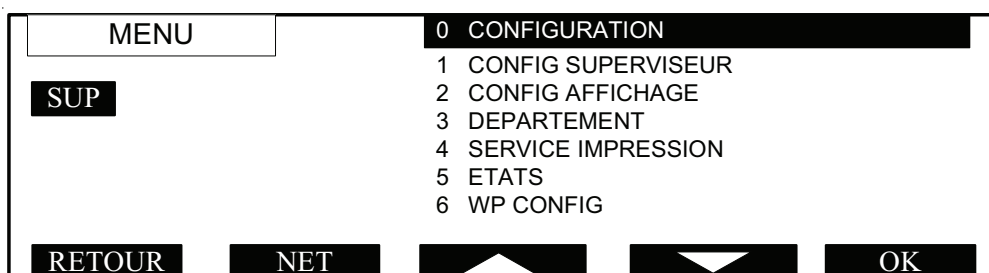 MENU
SUP
0 CONFIGURATION
1 CONFIG SUPERVISEUR
2 CONFIG AFFICHAGE
3 DEPARTEMENT
4 SERVICE IMPRESSION
5 ETATS
6 WP CONFIG
RETOUR NET OK